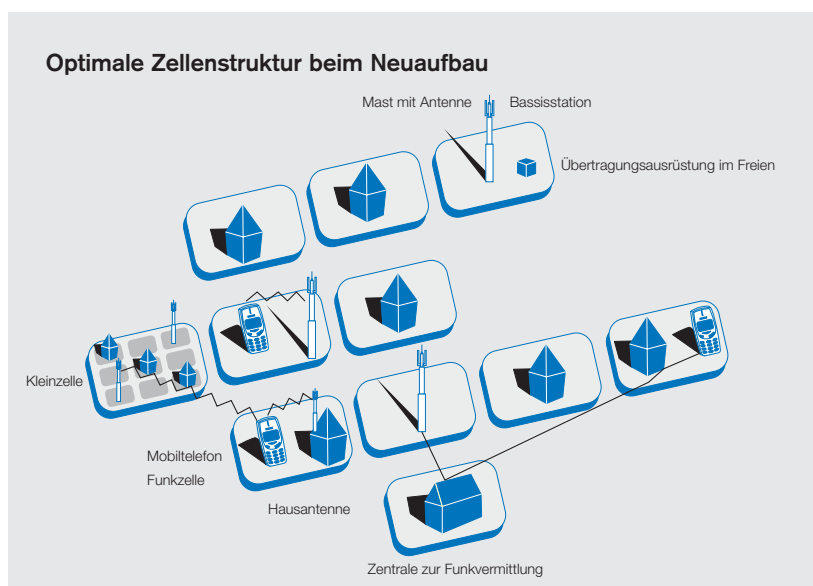 Optimale Zellenstruktur beim Neuaufbau
Mast mit Antenne
Bassisstation
Übertragungsausrüstung im Freien
Kleinzelle
Mobiltelefon
Funkzelle
Hausantenne
Zentrale zur Funkvermittlung